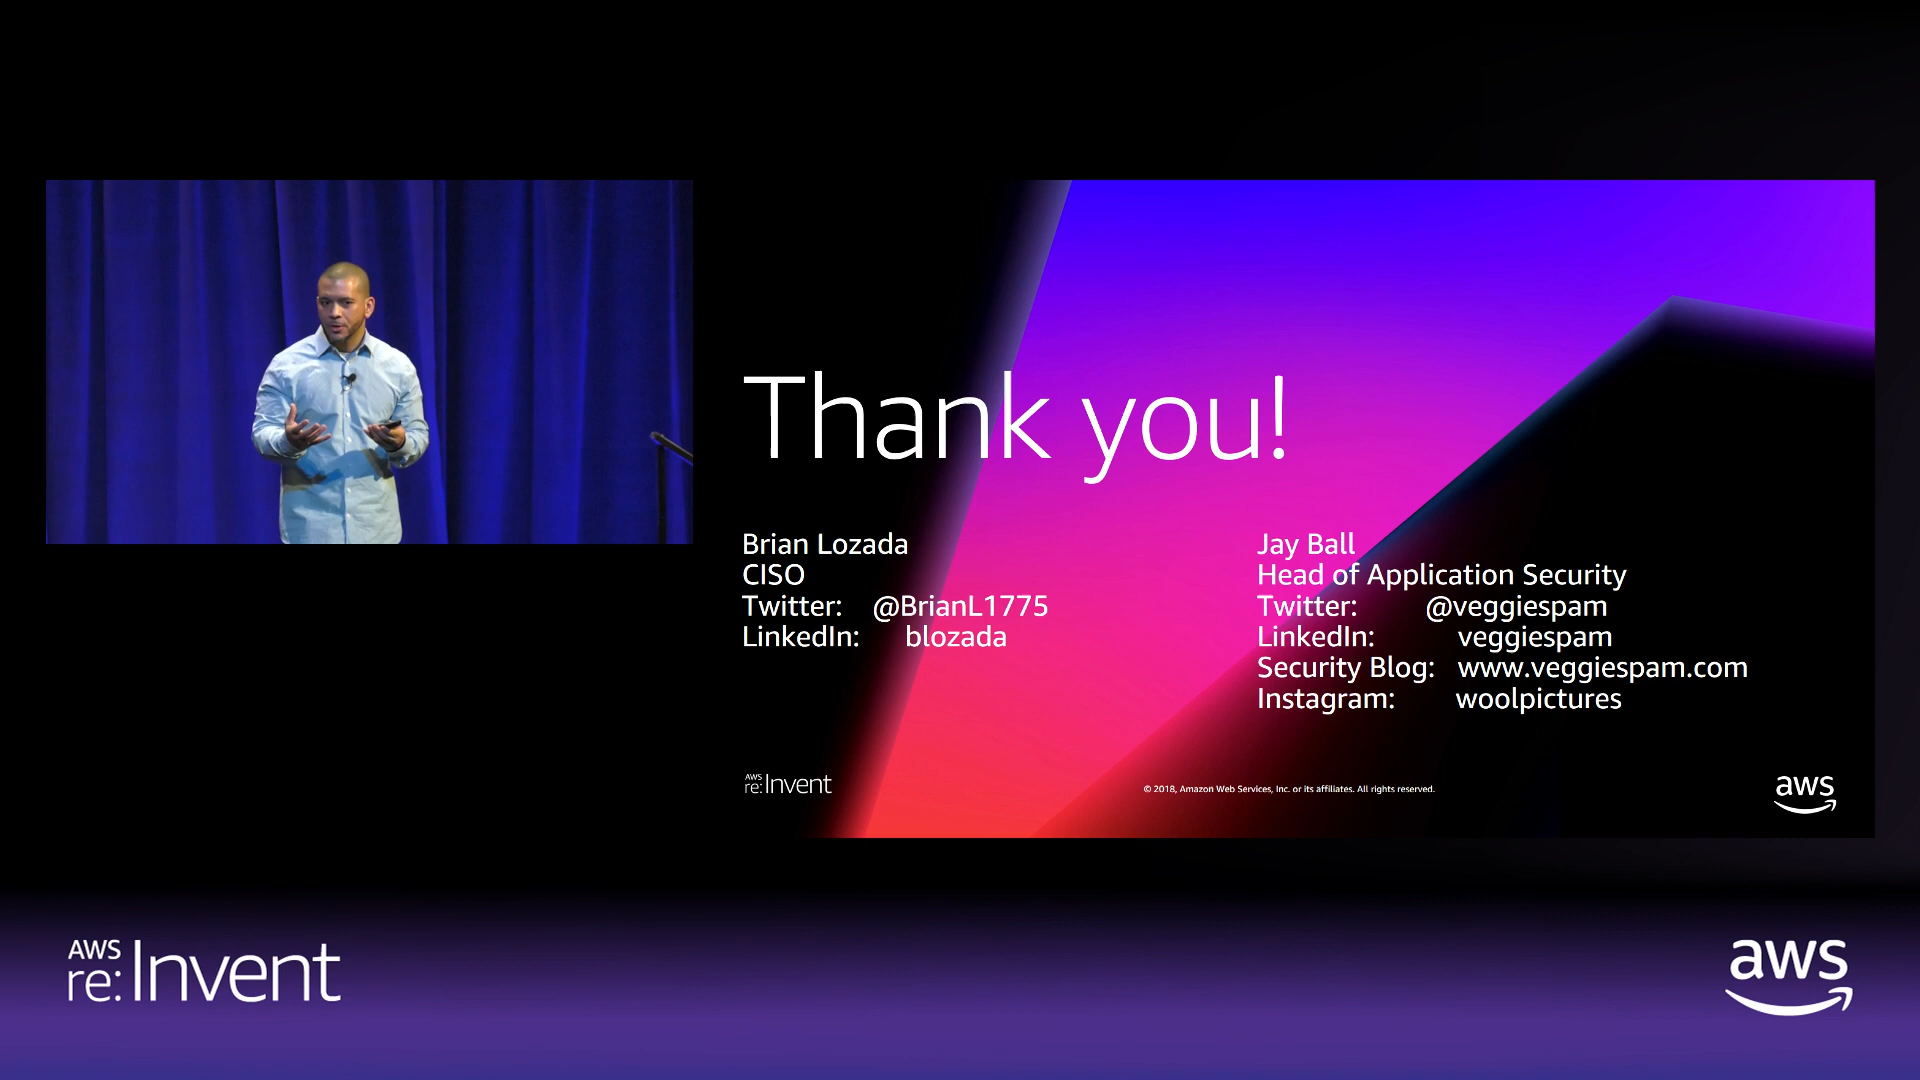 Thank you!
Brian Lozada
CISO
Twitter: @BrianL1775
LinkedIn: blozada
Jay Ball
Head of Application Security
Twitter: @veggiespam
LinkedIn: veggiespam
Security Blog: www.veggiespam.com
Instagram: woolpictures
AWS
re:Invent
© 2018, Amazon Web Services, Inc. or its affiliates. All rights reserved.
aws
AWS
re:Invent
aws